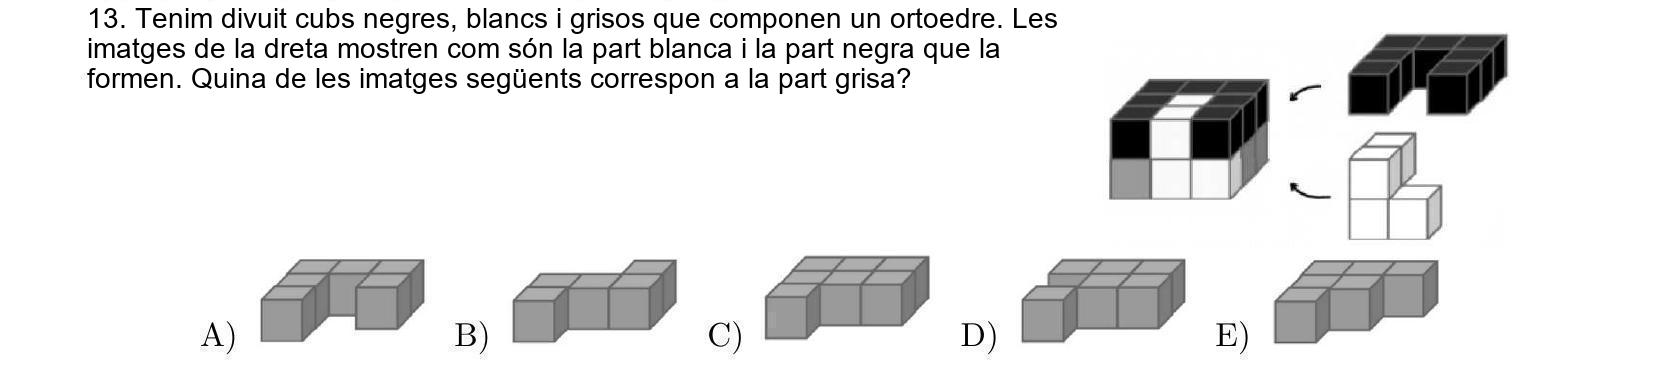 13. Tenim divuit cubs negres, blancs i grisos que componen un ortoedre. Les
imatges de la dreta mostren com són la part blanca i la part negra que la
formen. Quina de les imatges següents correspon a la part grisa?
A) B) C) D) E)